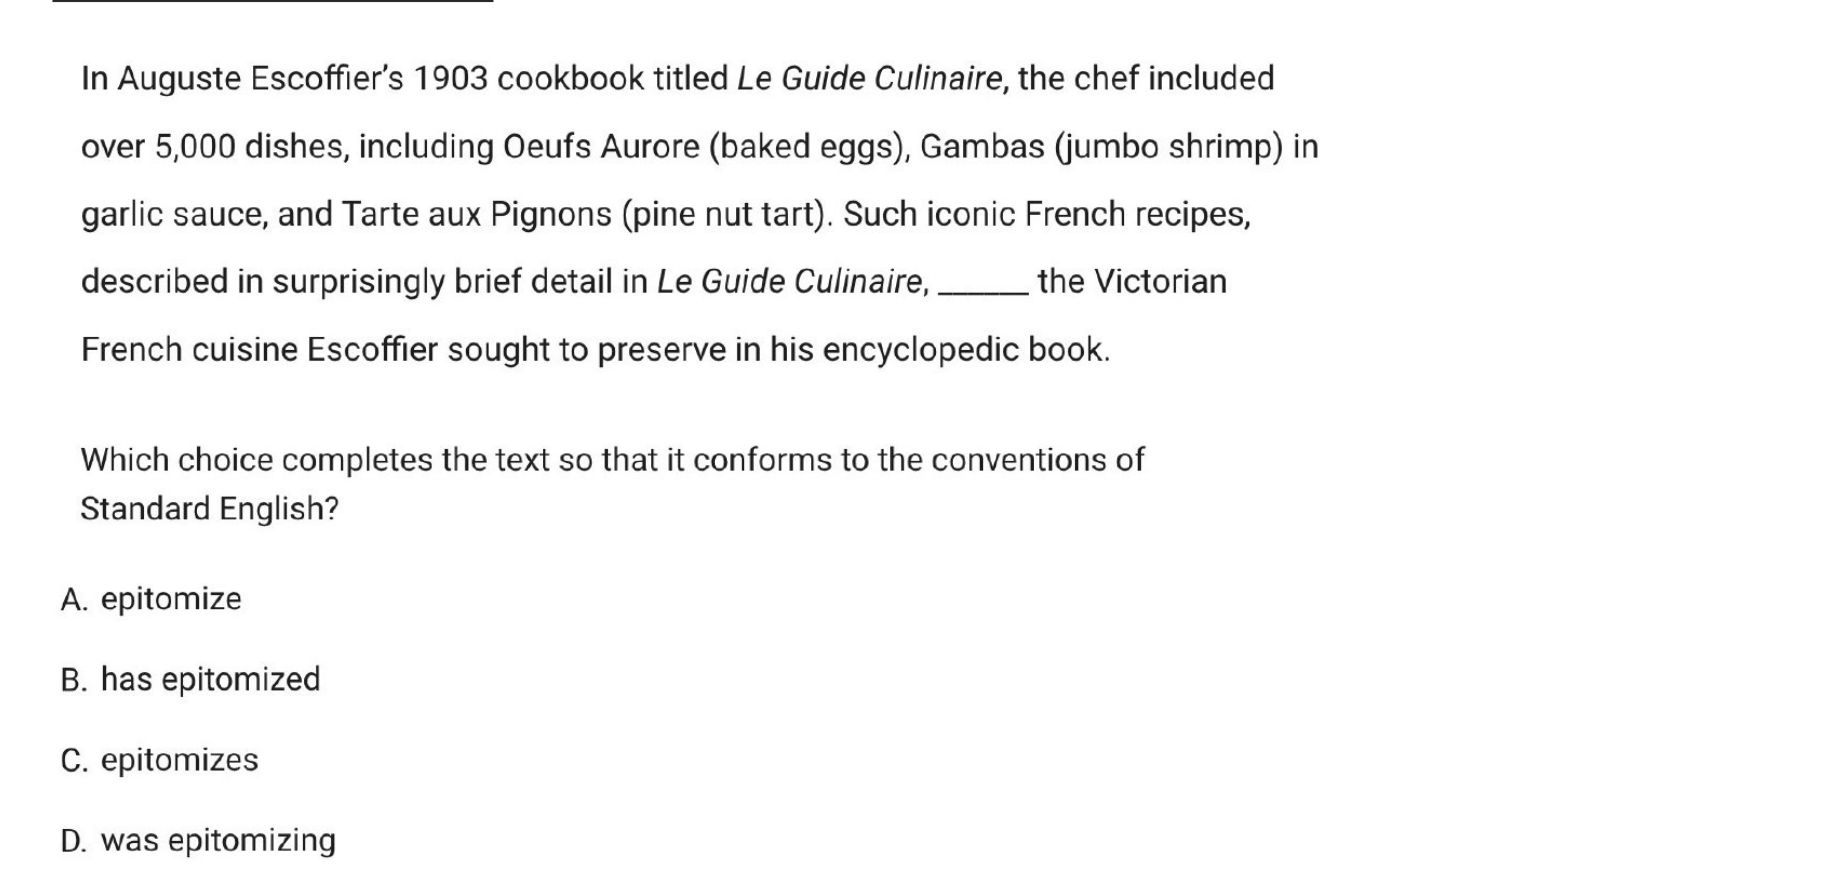 In Auguste Escoffier's 1903 cookbook titled Le Guide Culinaire, the chef included
over 5,000 dishes, including Oeufs Aurore (baked eggs), Gambas (jumbo shrimp) in
garlic sauce, and Tarte aux Pignons (pine nut tart). Such iconic French recipes,
described in surprisingly brief detail in Le Guide Culinaire, ______ the Victorian
French cuisine Escoffier sought to preserve in his encyclopedic book.
Which choice completes the text so that it conforms to the conventions of
Standard English?
A. epitomize
B. has epitomized
C. epitomizes
D. was epitomizing